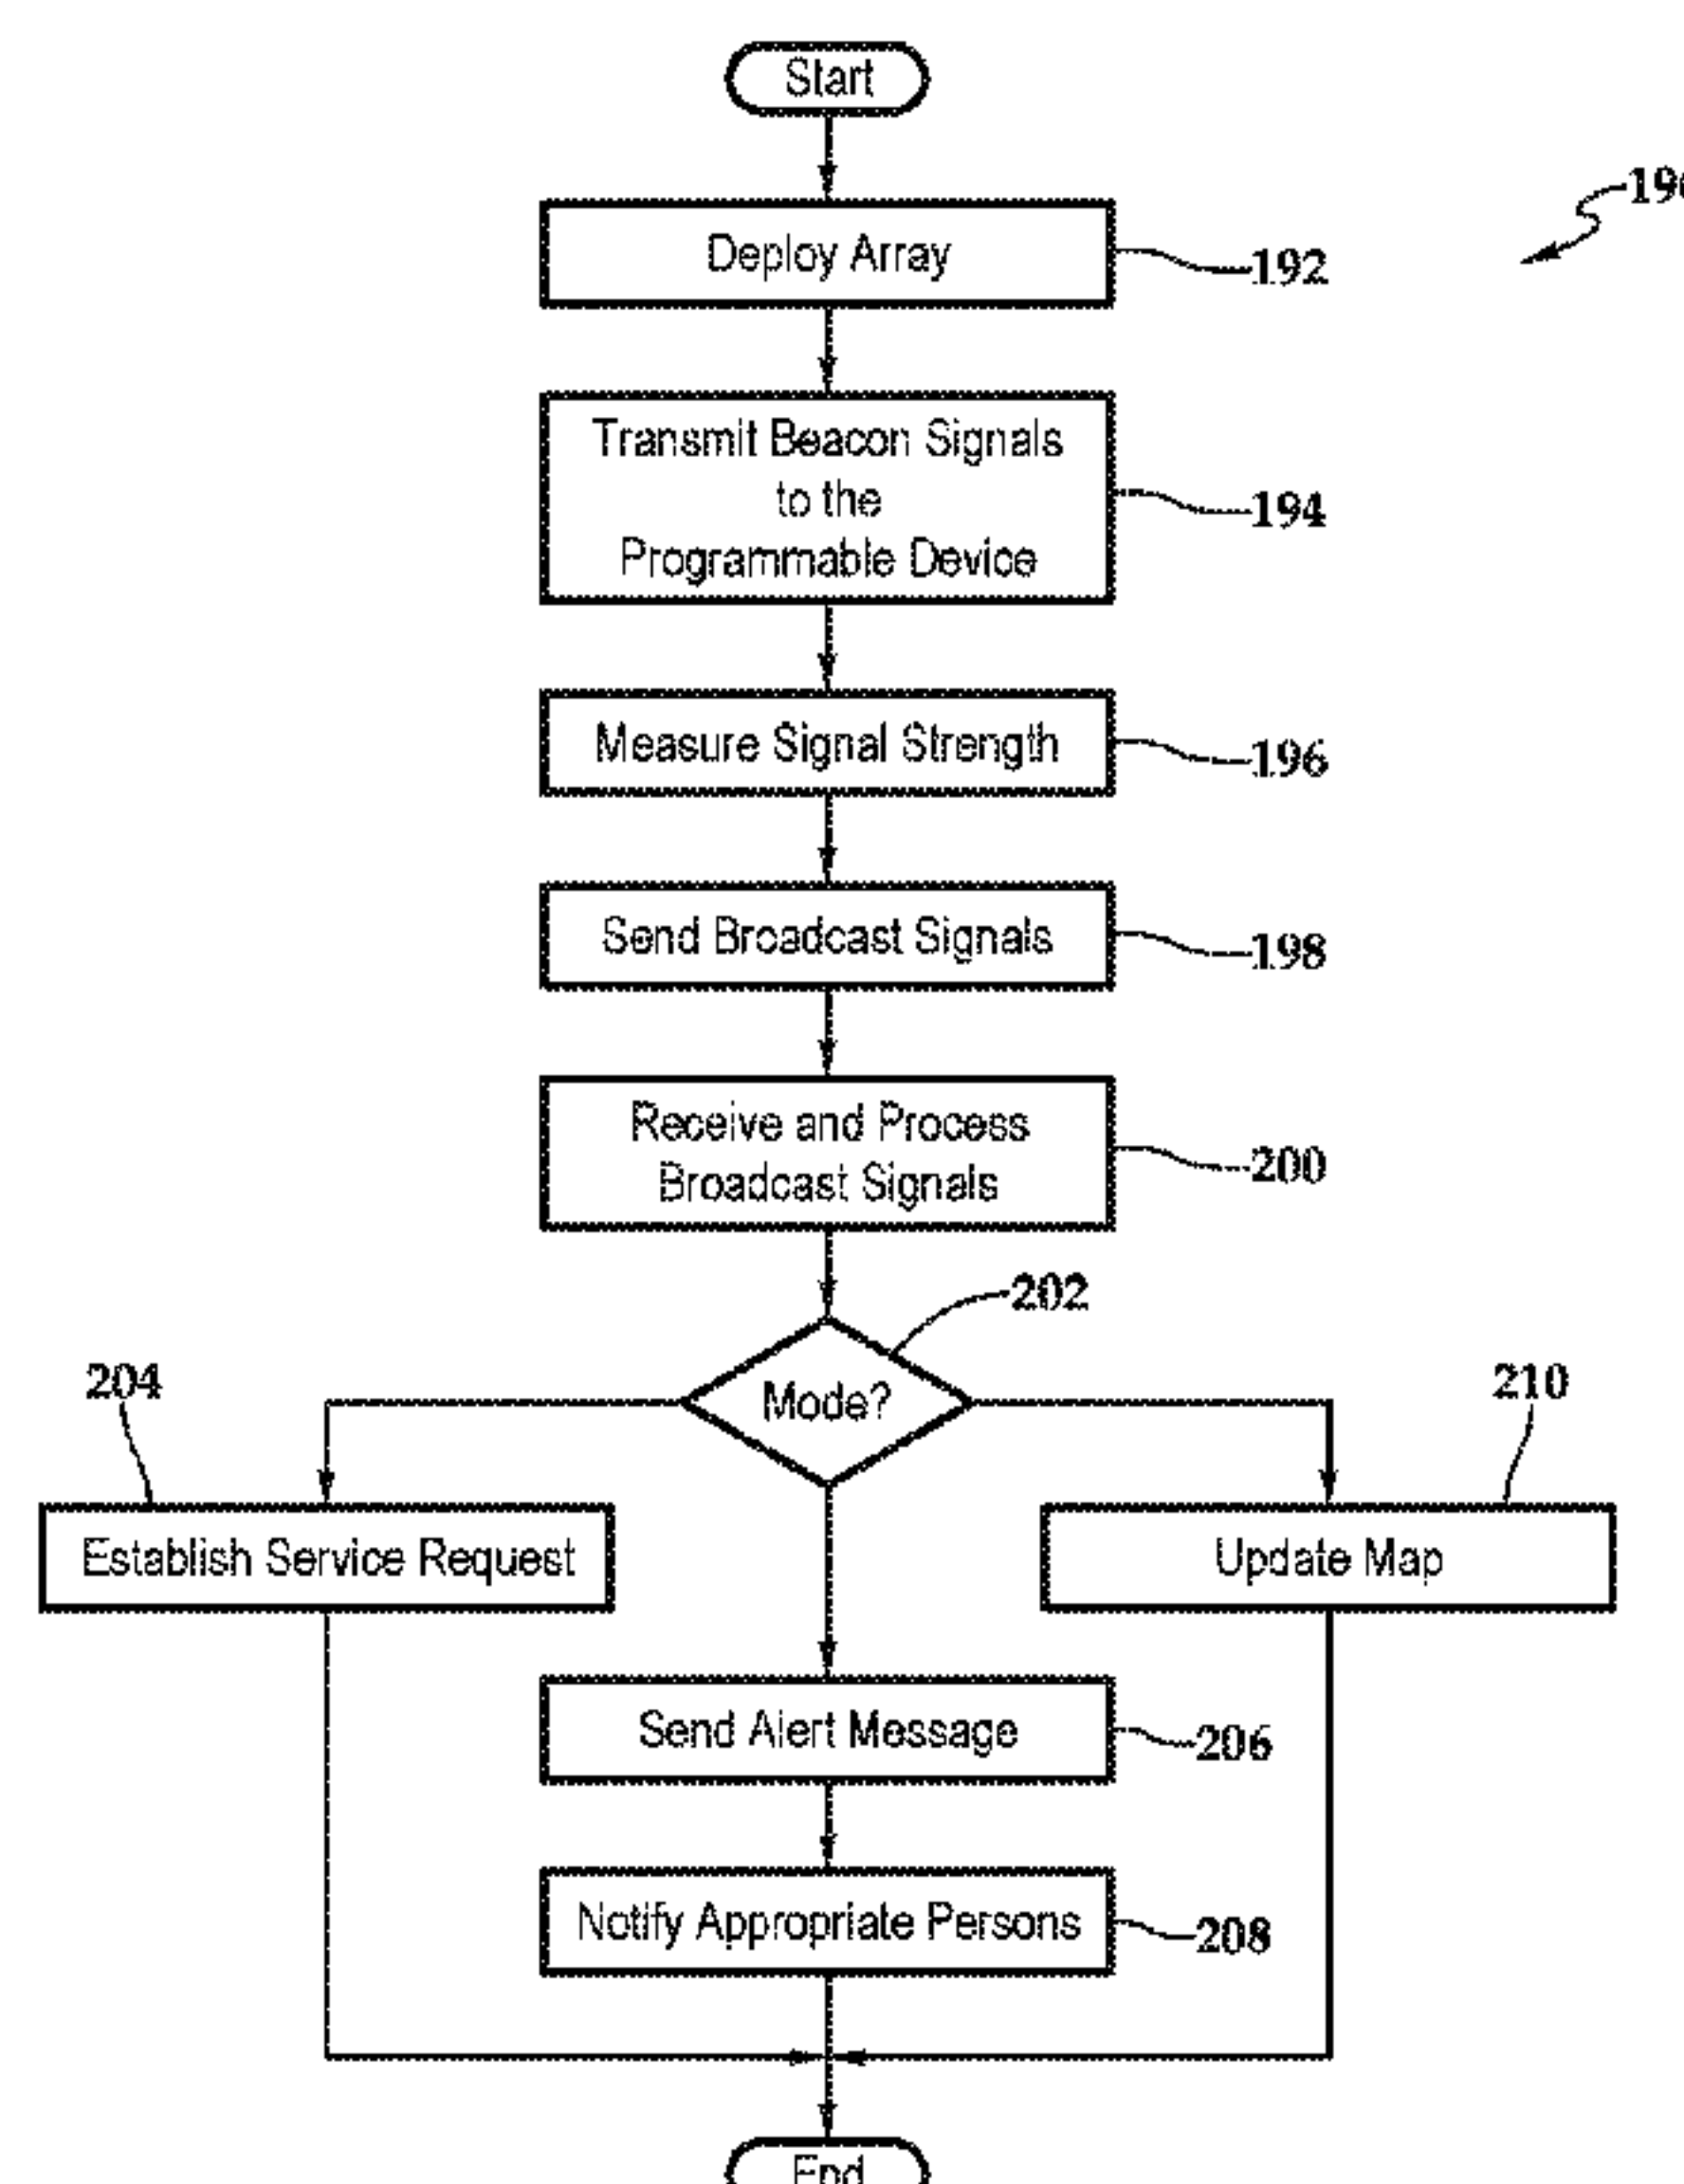 Start
Deploy Array
192
Transmit Beacon Signals
to the
Programmable Device
194
Measure Signal Strength
196
Send Broadcast Signals
198
Receive and Process
Broadcast Signals
200
Mode?
202
204
Establish Service Request
210
Update Map
Send Alert Message
206
Notify Appropriate Persons
208
End